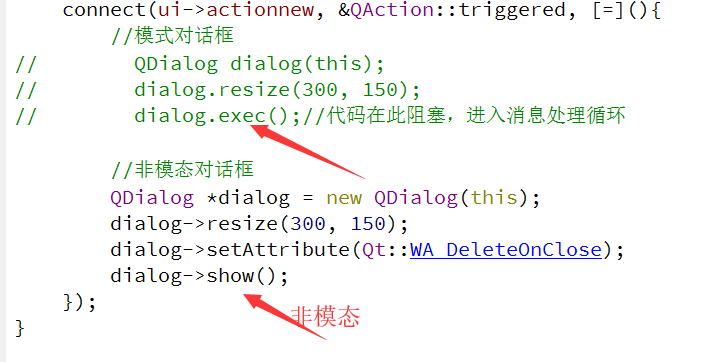 connect(ui->actionnew, &QAction::triggered, [=](){
//模式对话框
// QDialog dialog(this);
// dialog.resize(300, 150);
// dialog.exec();//代码在此阻塞，进入消息处理循环
//非模态对话框
QDialog *dialog = new QDialog(this);
dialog->resize(300, 150);
dialog->setAttribute(Qt::WA_DeleteOnClose);
dialog->show();
});
非模态
}